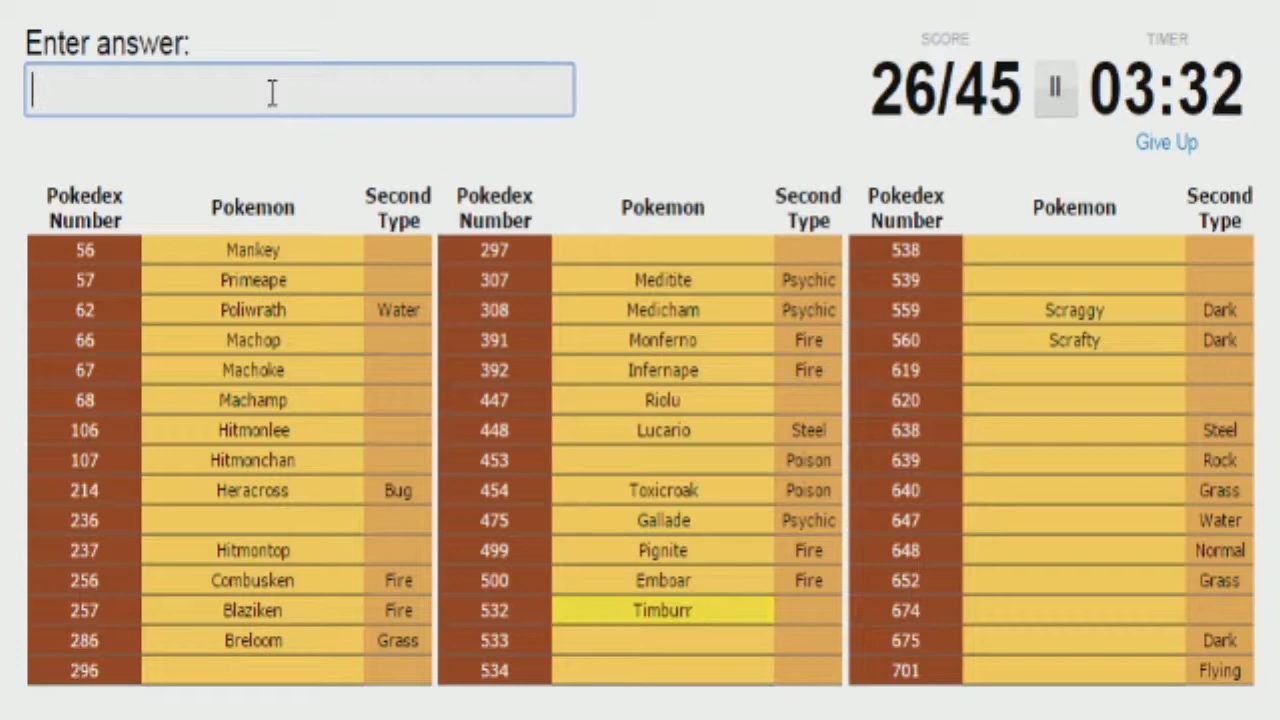 Enter answer:
SCORE TIMER
26/45 03:32
Give Up
Pokedex Number Pokemon Second Type Pokedex Number Pokemon Second Type Pokedex Number Pokemon Second Type
56 Mankey 297 538
57 Primeape 307 Meditite Psychic 539
62 Poliwrath Water 308 Medicham Psychic 559 Scraggy Dark
66 Machop 391 Monferno Fire 560 Scrafty Dark
67 Machoke 392 Infernape Fire 619
68 Machamp 447 Riolu 620
106 Hitmonlee 448 Lucario Steel 638 Steel
107 Hitmonchan 453 Poison 639 Rock
214 Heracross Bug 454 Toxicroak Poison 640 Grass
236 475 Gallade Psychic 647 Water
237 Hitmontop 499 Pignite Fire 648 Normal
256 Combusken Fire 500 Emboar Fire 652 Grass
257 Blaziken Fire 532 Timburr 674
286 Breloom Grass 533 675 Dark
296 534 701 Flying